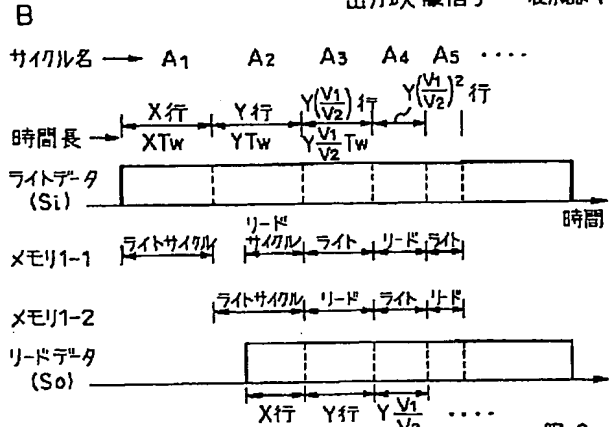 B
サイクル名 → A1 A2 A3 A4 A5 ‥‥
X行 Y行 Y(V1/V2)行 Y(V1/V2)²行
時間長 → XTw YTw Y V1/V2 Tw
ライトデータ
(Si)
時間
メモリ1-1 ライトサイクル リードサイクル ライト リード ライト
メモリ1-2 ライトサイクル リード ライト リード
リードデータ
(So)
X行 Y行 Y V1/V2 ‥‥